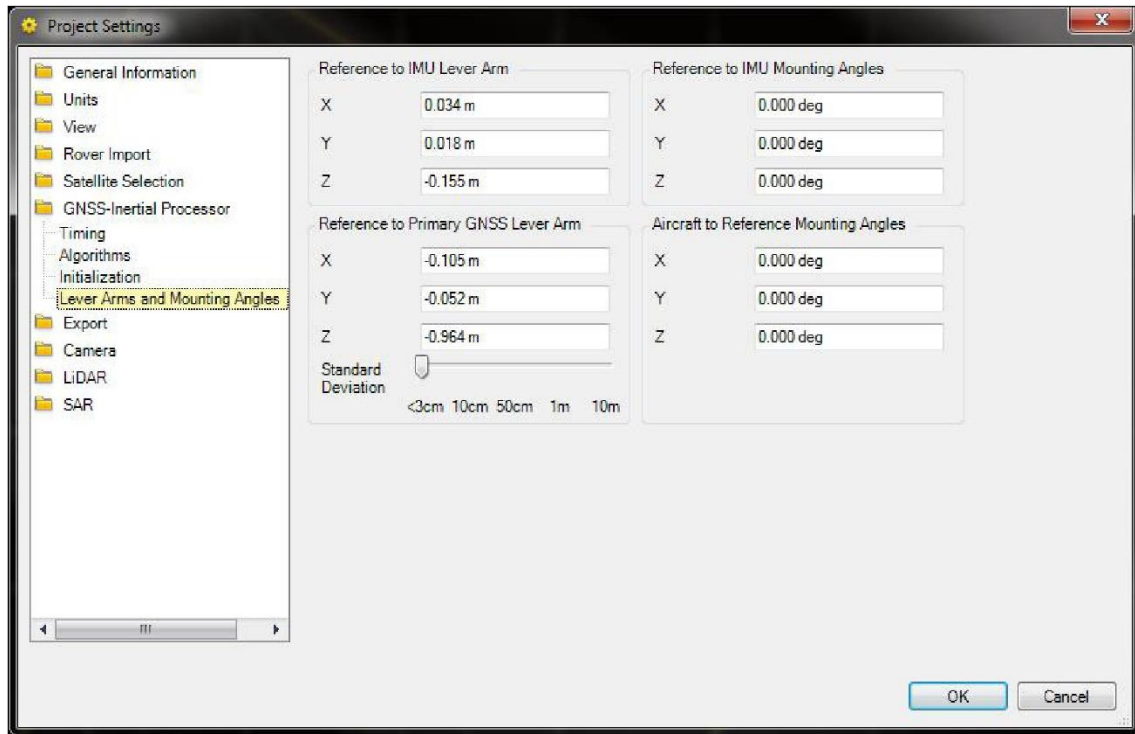 Project Settings
General Information
Units
View
Rover Import
Satellite Selection
GNSS-Inertial Processor
Timing
Algorithms
Initialization
Lever Arms and Mounting Angles
Export
Camera
LiDAR
SAR
Reference to IMU Lever Arm
X 0.034 m
Y 0.018 m
Z -0.155 m
Reference to IMU Mounting Angles
X 0.000 deg
Y 0.000 deg
Z 0.000 deg
Reference to Primary GNSS Lever Arm
X -0.105 m
Y -0.052 m
Z -0.964 m
Standard
Deviation
<3cm 10cm 50cm 1m 10m
Aircraft to Reference Mounting Angles
X 0.000 deg
Y 0.000 deg
Z 0.000 deg
OK Cancel